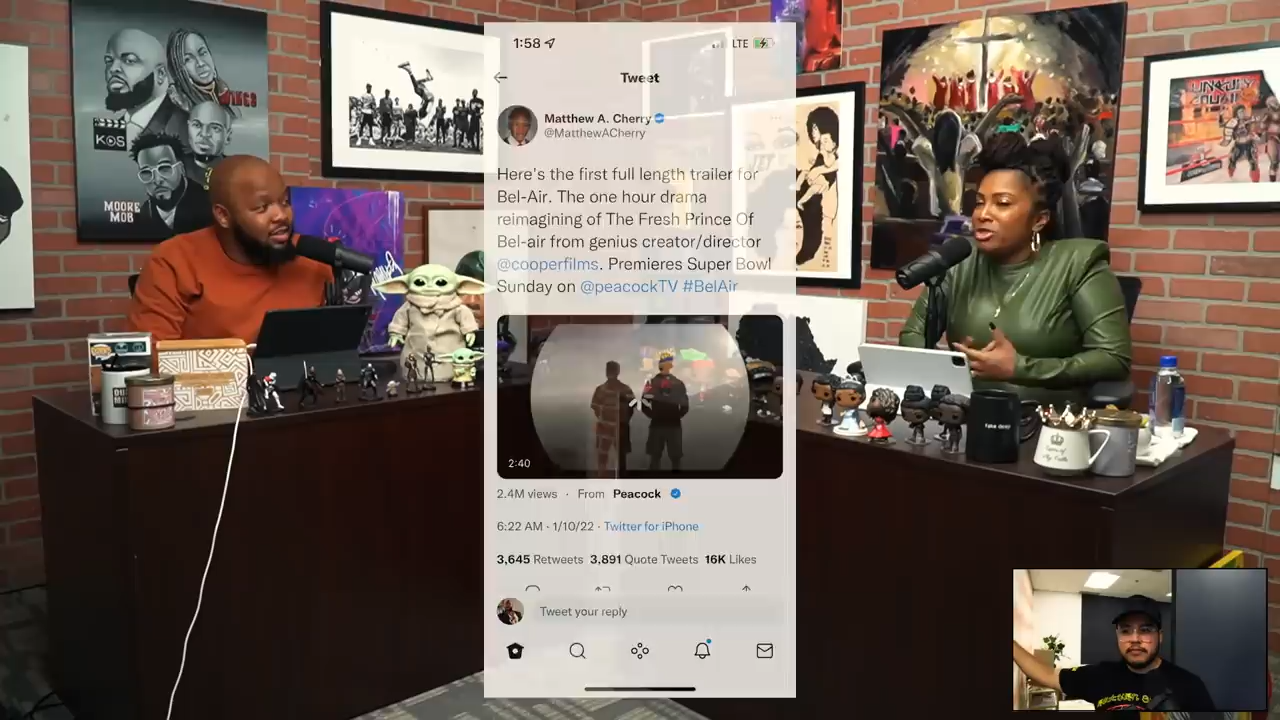 1:58
LTE
Tweet
Matthew A. Cherry
@MatthewACherry
Here's the first full length trailer for
Bel-Air. The one hour drama
reimagining of The Fresh Prince Of
Bel-air from genius creator/director
@cooperfilms. Premieres Super Bowl
Sunday on @peacockTV #BelAir
2:40
2.4M views · From Peacock
6:22 AM · 1/10/22 · Twitter for iPhone
3,645 Retweets 3,891 Quote Tweets 16K Likes
Tweet your reply
KOS
MOORE
MOB